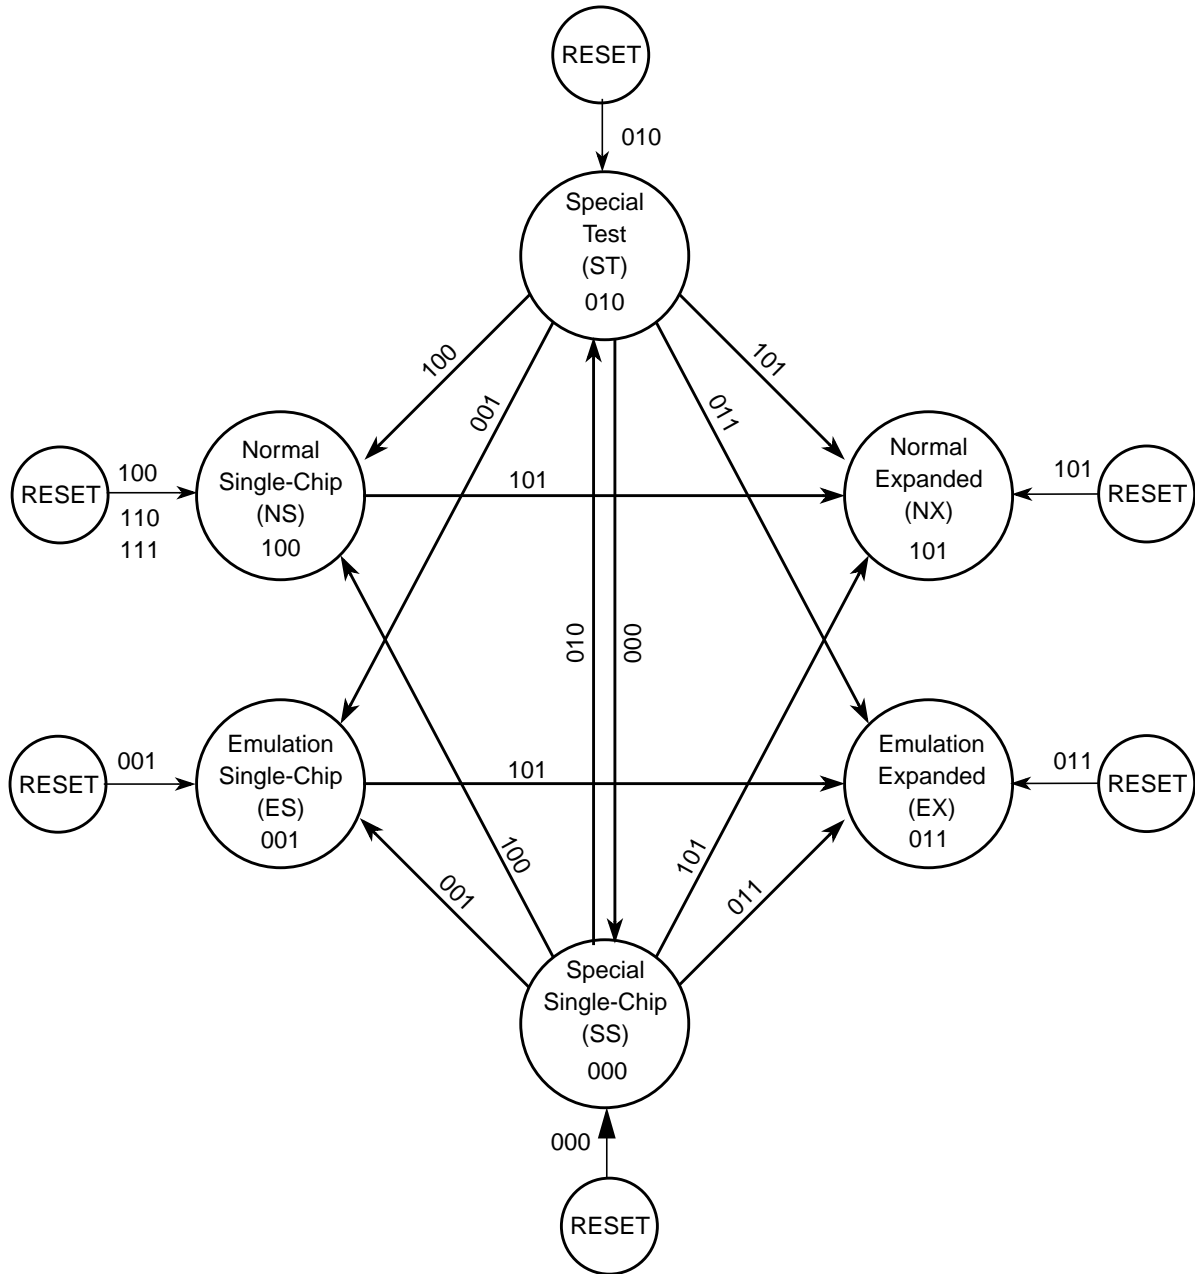 RESET
010
Special
Test
(ST)
010
100
101
001
011
Normal
Single-Chip
(NS)
100
Normal
Expanded
(NX)
101
RESET
100
110
111
101
101
RESET
010
000
Emulation
Single-Chip
(ES)
001
Emulation
Expanded
(EX)
011
RESET
001
101
011
RESET
100
101
001
011
Special
Single-Chip
(SS)
000
000
RESET